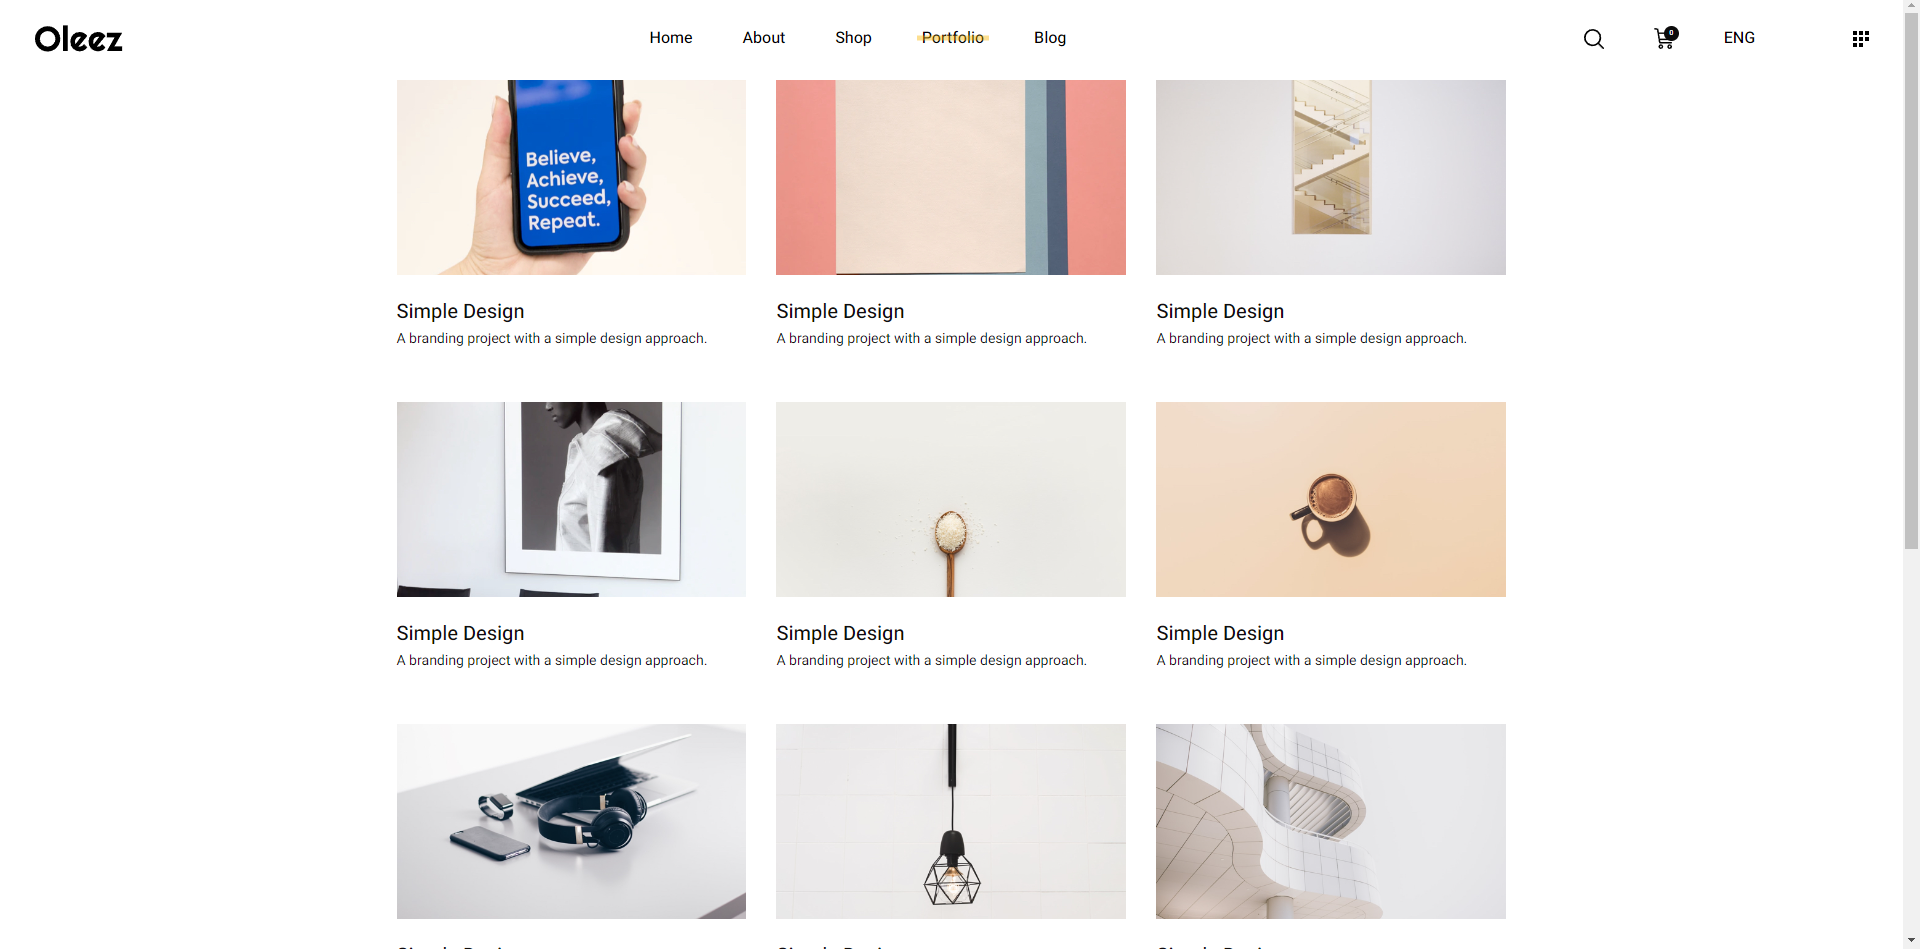 Oleez
Home About Shop Portfolio Blog
0
ENG
Believe,
Achieve,
Succeed,
Repeat.
Simple Design
A branding project with a simple design approach.
Simple Design
A branding project with a simple design approach.
Simple Design
A branding project with a simple design approach.
Simple Design
A branding project with a simple design approach.
Simple Design
A branding project with a simple design approach.
Simple Design
A branding project with a simple design approach.